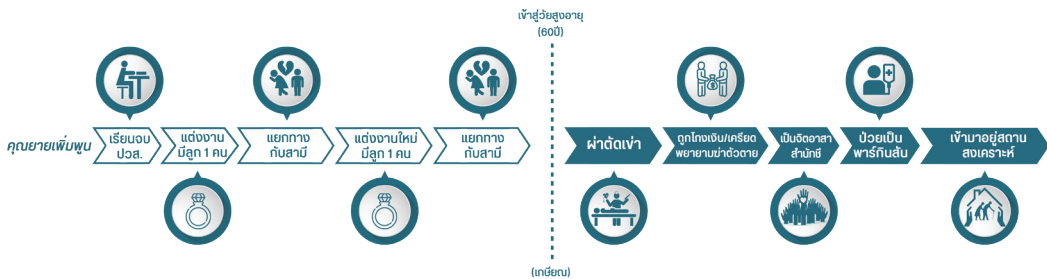 เข้าสู่วัยสูงอายุ
(60ปี)
คุณยายเพิ่มพูน
เรียนจบ
ปวส.
แต่งงาน
มีลูก 1 คน
แยกทาง
กับสามี
แต่งงานใหม่
มีลูก 1 คน
แยกทาง
กับสามี
ผ่าตัดเข่า
ถูกโกงเงิน/เครียด
พยายามฆ่าตัวตาย
เป็นจิตอาสา
สำนักชี
ป่วยเป็น
พาร์กินสัน
เข้ามาอยู่สถาน
สงเคราะห์
(เกษียณ)